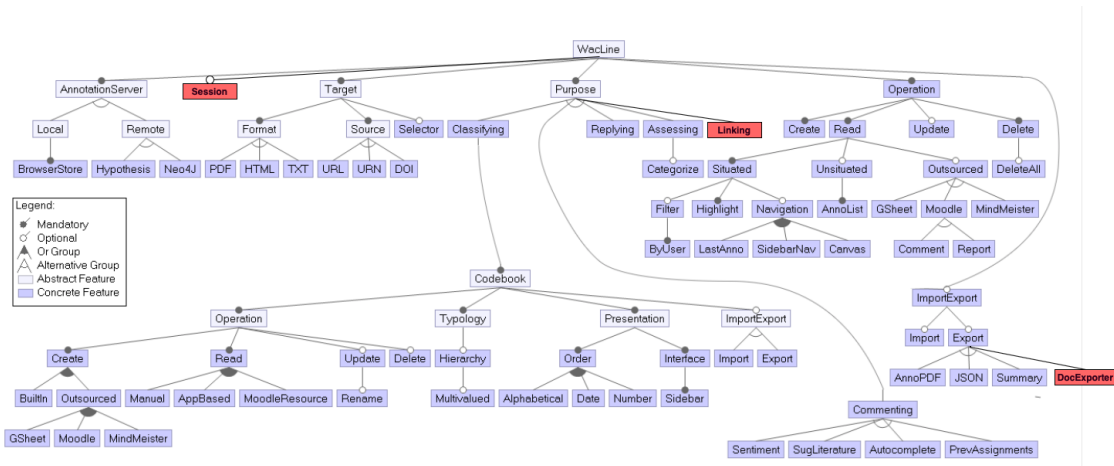 WacLine
AnnotationServer Session Target Purpose Operation
Local Remote Format Source Selector Classifying Replying Assessing Linking Create Read Update Delete
BrowserStore Hypothesis Neo4J PDF HTML TXT URL URN DOI Categorize Situated Unsituated Outsourced DeleteAll
Legend:
Mandatory
Optional
Or Group
Alternative Group
Abstract Feature
Concrete Feature
Filter Highlight Navigation AnnoList GSheet Moodle MindMeister
ByUser LastAnno SidebarNav Canvas Comment Report
Codebook
ImportExport
Operation Typology Presentation ImportExport
Import Export
Create Read Update Delete Hierarchy Order Interface Import Export
AnnoPDF JSON Summary DocExporter
BuiltIn Outsourced Manual AppBased MoodleResource Rename Multivalued Alphabetical Date Number Sidebar
~
Commenting
GSheet Moodle MindMeister
Sentiment SugLiterature Autocomplete PrevAssignments